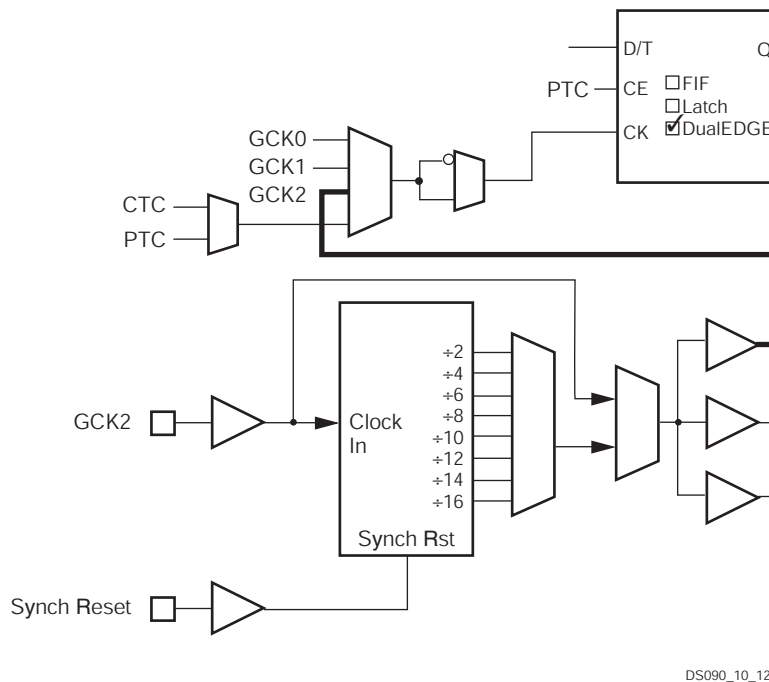 D/T
Q
PTC
CE
FIF
Latch
DualEDGE
CK
GCK0
GCK1
GCK2
CTC
PTC
÷2
÷4
÷6
÷8
÷10
÷12
÷14
÷16
GCK2
Clock
In
Synch Rst
Synch Reset
DS090_10_12